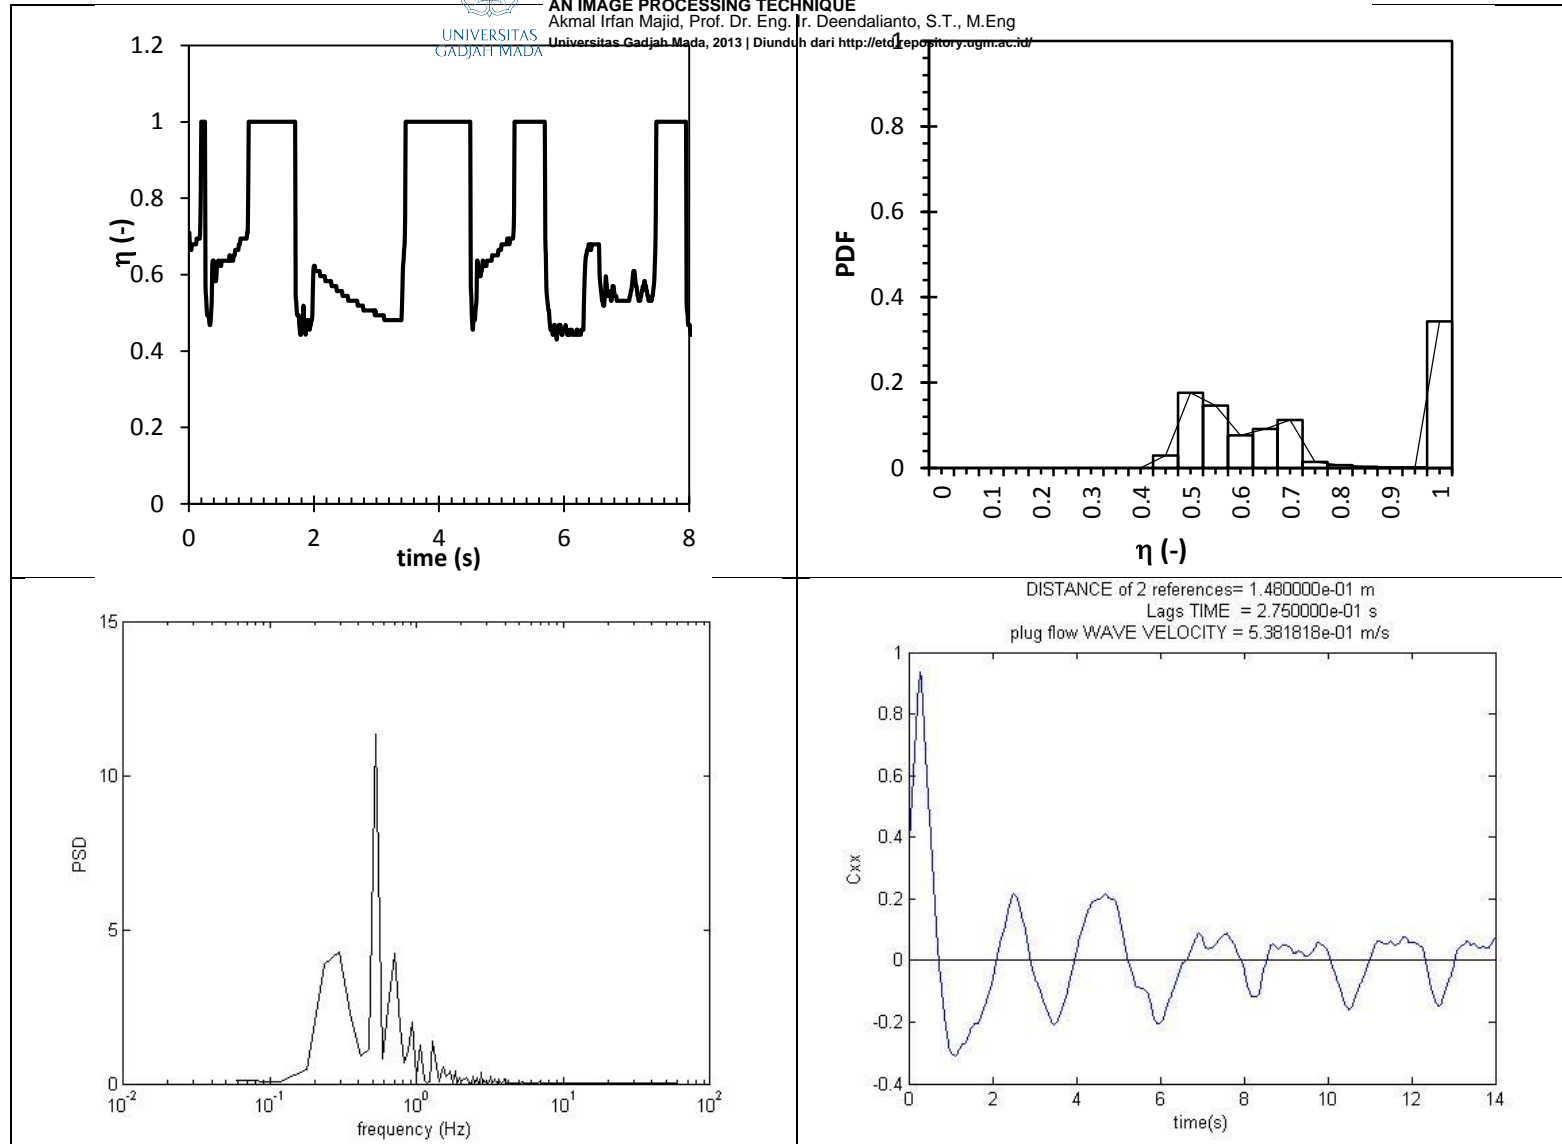 AN IMAGE PROCESSING TECHNIQUE
Akmal Irfan Majid, Prof. Dr. Eng. Ir. Deendalianto, S.T., M.Eng
UNIVERSITAS
GADJAH MADA
Universitas Gadjah Mada, 2013 | Diunduh dari http://etd.repository.ugm.ac.id/
1.2
1
0.8
0.6
0.4
0.2
0
η (-)
0 2 4 6 8
time (s)
1
0.8
0.6
0.4
0.2
0
PDF
0 0.1 0.2 0.3 0.4 0.5 0.6 0.7 0.8 0.9 1
η (-)
15
10
5
0
PSD
10-2 10-1 100 101 102
frequency (Hz)
DISTANCE of 2 references= 1.480000e-01 m
Lags TIME = 2.750000e-01 s
plug flow WAVE VELOCITY = 5.381818e-01 m/s
1
0.8
0.6
0.4
0.2
0
-0.2
-0.4
Cxx
0 2 4 6 8 10 12 14
time(s)